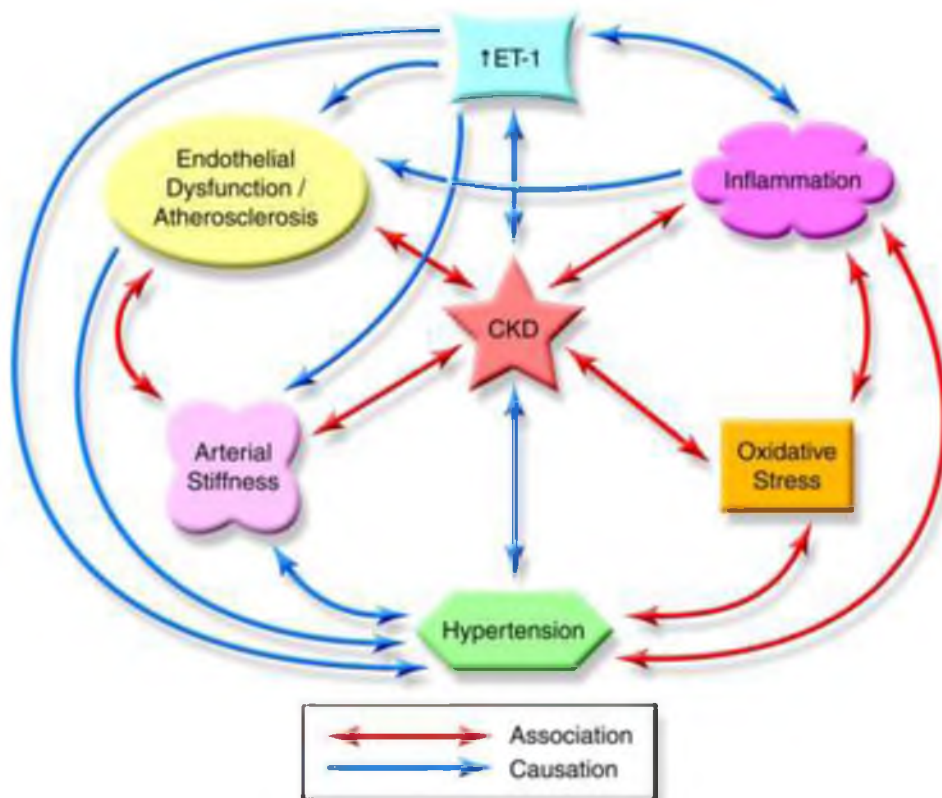 ↑ET-1
Endothelial
Dysfunction /
Atherosclerosis
Inflammation
CKD
Arterial
Stiffness
Oxidative
Stress
Hypertension
Association
Causation